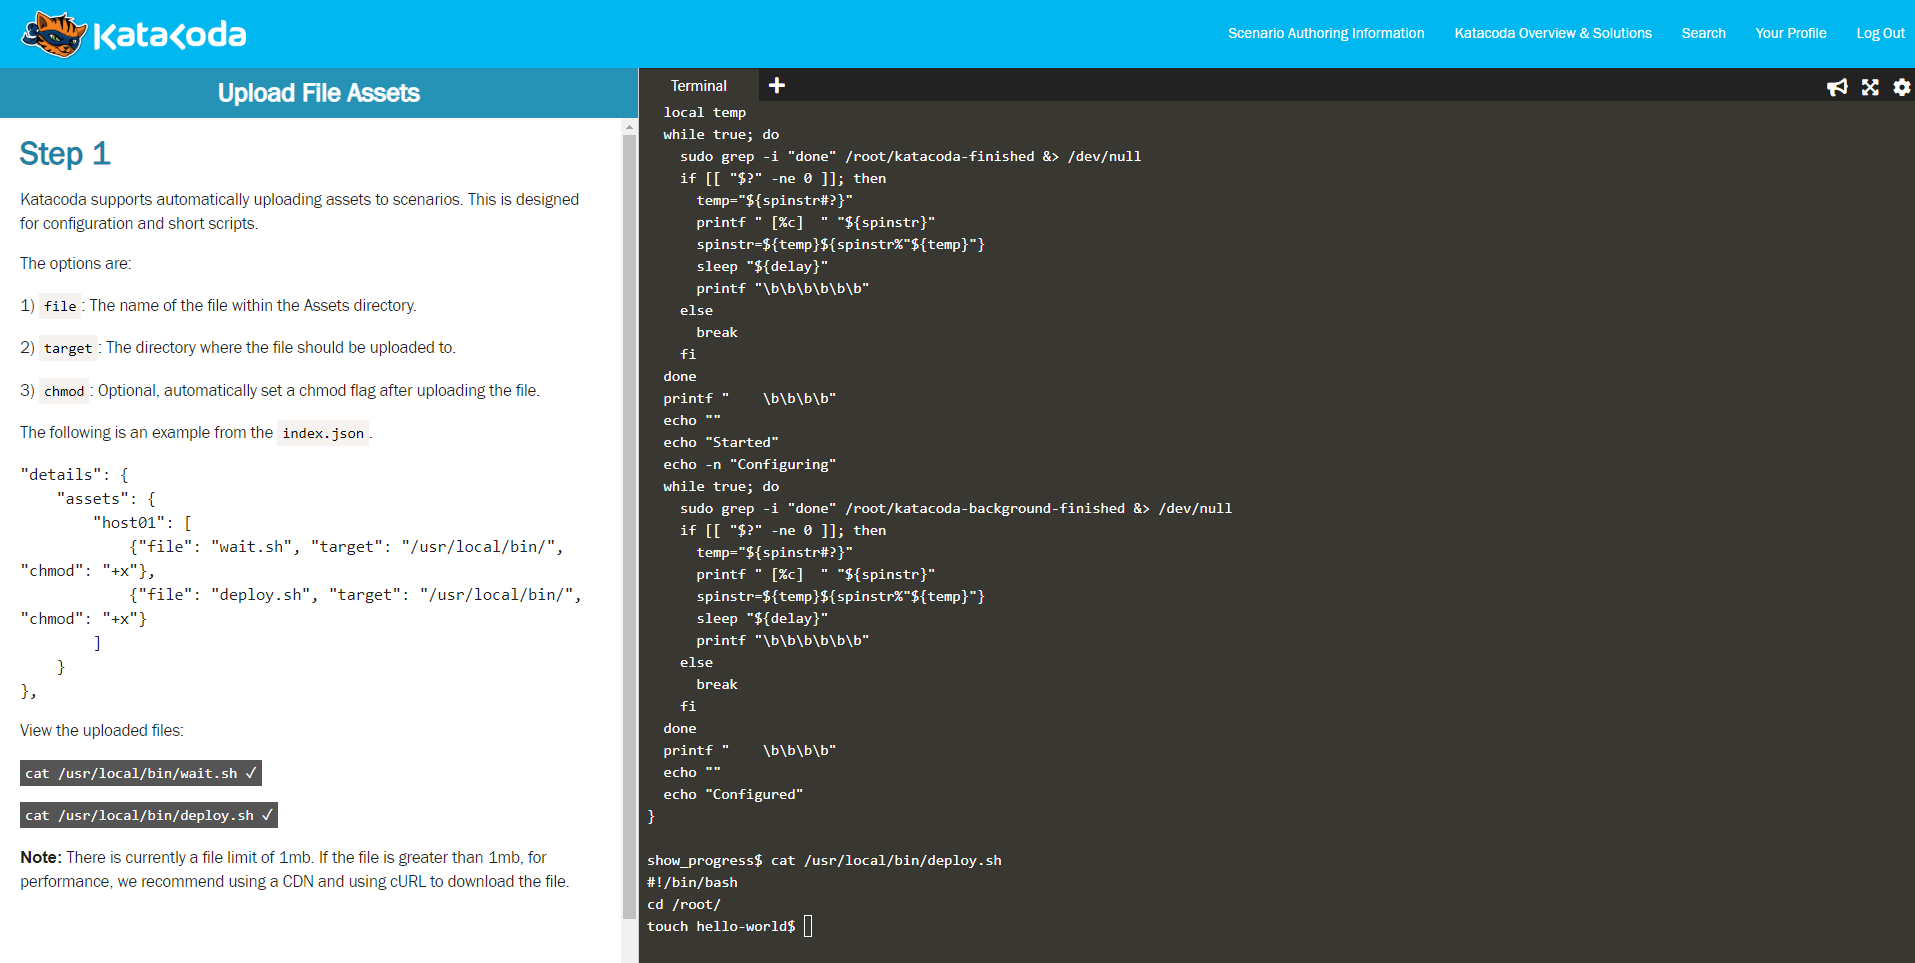 Katacoda
Scenario Authoring Information
Katacoda Overview & Solutions
Search
Your Profile
Log Out
Upload File Assets
Step 1
Katacoda supports automatically uploading assets to scenarios. This is designed
for configuration and short scripts.
The options are:
1) file : The name of the file within the Assets directory.
2) target : The directory where the file should be uploaded to.
3) chmod : Optional, automatically set a chmod flag after uploading the file.
The following is an example from the index.json .
"details": {
    "assets": {
        "host01": [
            {"file": "wait.sh", "target": "/usr/local/bin/",
"chmod": "+x"},
            {"file": "deploy.sh", "target": "/usr/local/bin/",
"chmod": "+x"}
        ]
    }
},
View the uploaded files:
cat /usr/local/bin/wait.sh ✓
cat /usr/local/bin/deploy.sh ✓
Note: There is currently a file limit of 1mb. If the file is greater than 1mb, for
performance, we recommend using a CDN and using cURL to download the file.
Terminal
  local temp
  while true; do
    sudo grep -i "done" /root/katacoda-finished &> /dev/null
    if [[ "$?" -ne 0 ]]; then
      temp="${spinstr#?}"
      printf " [%c]  " "${spinstr}"
      spinstr=${temp}${spinstr%"${temp}"}
      sleep "${delay}"
      printf "\b\b\b\b\b\b"
    else
      break
    fi
  done
  printf "    \b\b\b\b"
  echo ""
  echo "Started"
  echo -n "Configuring"
  while true; do
    sudo grep -i "done" /root/katacoda-background-finished &> /dev/null
    if [[ "$?" -ne 0 ]]; then
      temp="${spinstr#?}"
      printf " [%c]  " "${spinstr}"
      spinstr=${temp}${spinstr%"${temp}"}
      sleep "${delay}"
      printf "\b\b\b\b\b\b"
    else
      break
    fi
  done
  printf "    \b\b\b\b"
  echo ""
  echo "Configured"
}
show_progress$ cat /usr/local/bin/deploy.sh
#!/bin/bash
cd /root/
touch hello-world$